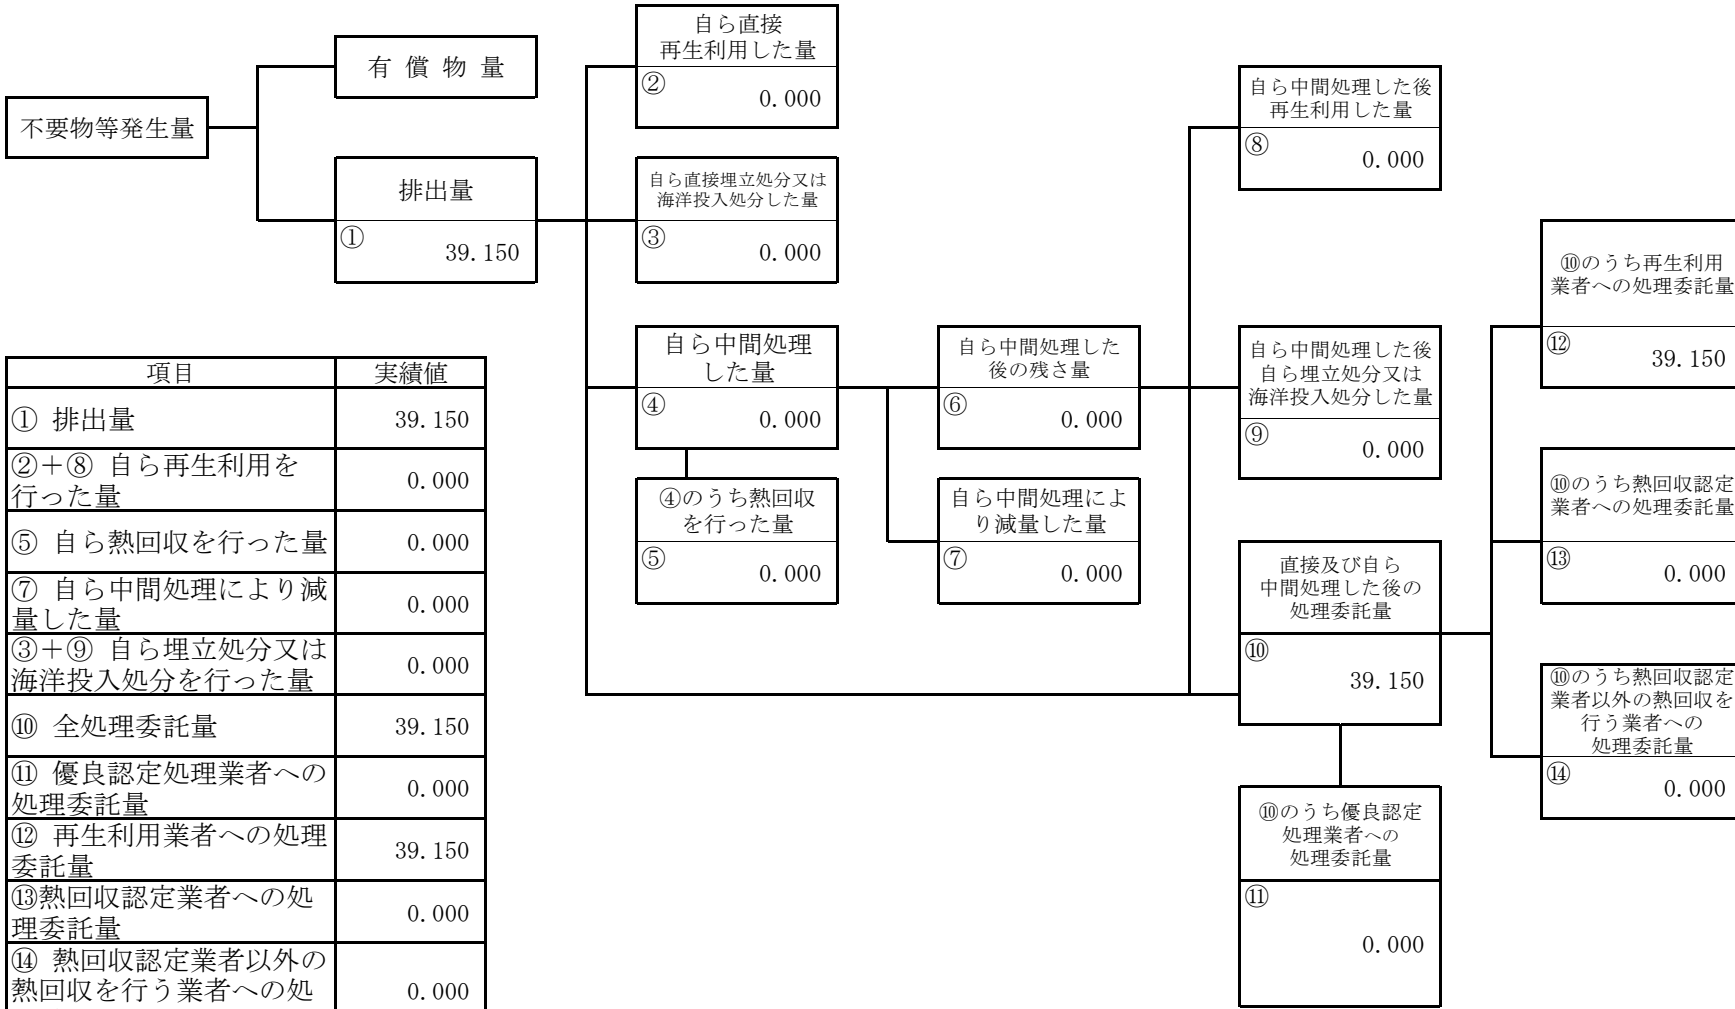 不要物等発生量
有 償 物 量
排出量
①
39.150
自ら直接
再生利用した量
②
0.000
自ら直接埋立処分又は
海洋投入処分した量
③
0.000
自ら中間処理
した量
④
0.000
④のうち熱回収
を行った量
⑤
0.000
自ら中間処理した
後の残さ量
⑥
0.000
自ら中間処理によ
り減量した量
⑦
0.000
自ら中間処理した後
再生利用した量
⑧
0.000
自ら中間処理した後
自ら埋立処分又は
海洋投入処分した量
⑨
0.000
直接及び自ら
中間処理した後の
処理委託量
⑩
39.150
⑩のうち優良認定
処理業者への
処理委託量
⑪
0.000
⑩のうち再生利用
業者への処理委託量
⑫
39.150
⑩のうち熱回収認定
業者への処理委託量
⑬
0.000
⑩のうち熱回収認定
業者以外の熱回収を
行う業者への
処理委託量
⑭
0.000
項目 実績値
① 排出量 39.150
②+⑧ 自ら再生利用を
行った量 0.000
⑤ 自ら熱回収を行った量 0.000
⑦ 自ら中間処理により減
量した量 0.000
③+⑨ 自ら埋立処分又は
海洋投入処分を行った量 0.000
⑩ 全処理委託量 39.150
⑪ 優良認定処理業者への
処理委託量 0.000
⑫ 再生利用業者への処理
委託量 39.150
⑬熱回収認定業者への処
理委託量 0.000
⑭ 熱回収認定業者以外の
熱回収を行う業者への処 0.000